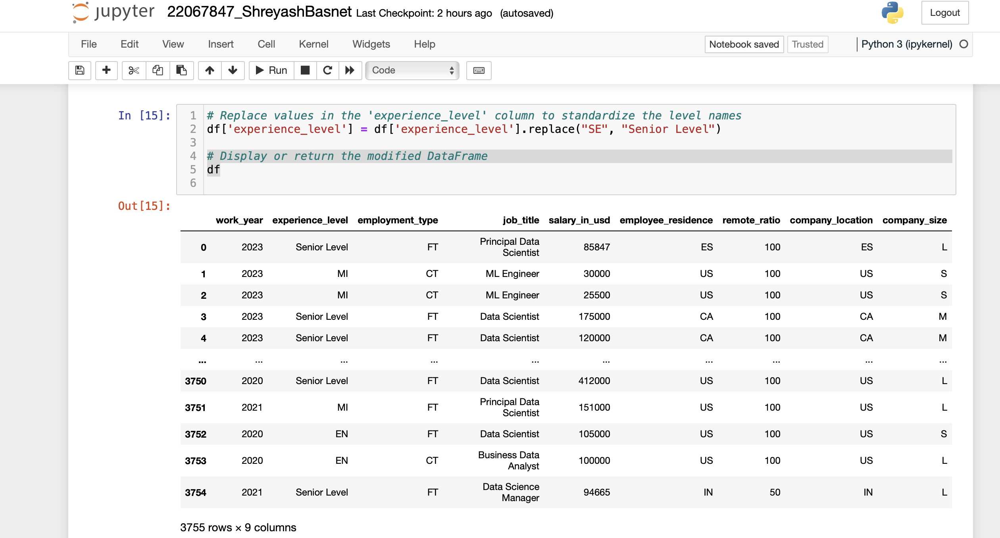 jupyter 22067847_ShreyashBasnet Last Checkpoint: 2 hours ago (autosaved) Logout
File Edit View Insert Cell Kernel Widgets Help Notebook saved Trusted Python 3 (ipykernel)
Run Code
In [15]:
1 # Replace values in the 'experience_level' column to standardize the level names
2 df['experience_level'] = df['experience_level'].replace("SE", "Senior Level")
3
4 # Display or return the modified DataFrame
5 df
6
Out[15]:
work_year experience_level employment_type job_title salary_in_usd employee_residence remote_ratio company_location company_size
0 2023 Senior Level FT Principal Data Scientist 85847 ES 100 ES L
1 2023 MI CT ML Engineer 30000 US 100 US S
2 2023 MI CT ML Engineer 25500 US 100 US S
3 2023 Senior Level FT Data Scientist 175000 CA 100 CA M
4 2023 Senior Level FT Data Scientist 120000 CA 100 CA M
... ... ... ... ... ... ... ... ... ...
3750 2020 Senior Level FT Data Scientist 412000 US 100 US L
3751 2021 MI FT Principal Data Scientist 151000 US 100 US L
3752 2020 EN FT Data Scientist 105000 US 100 US S
3753 2020 EN CT Business Data Analyst 100000 US 100 US L
3754 2021 Senior Level FT Data Science Manager 94665 IN 50 IN L
3755 rows × 9 columns